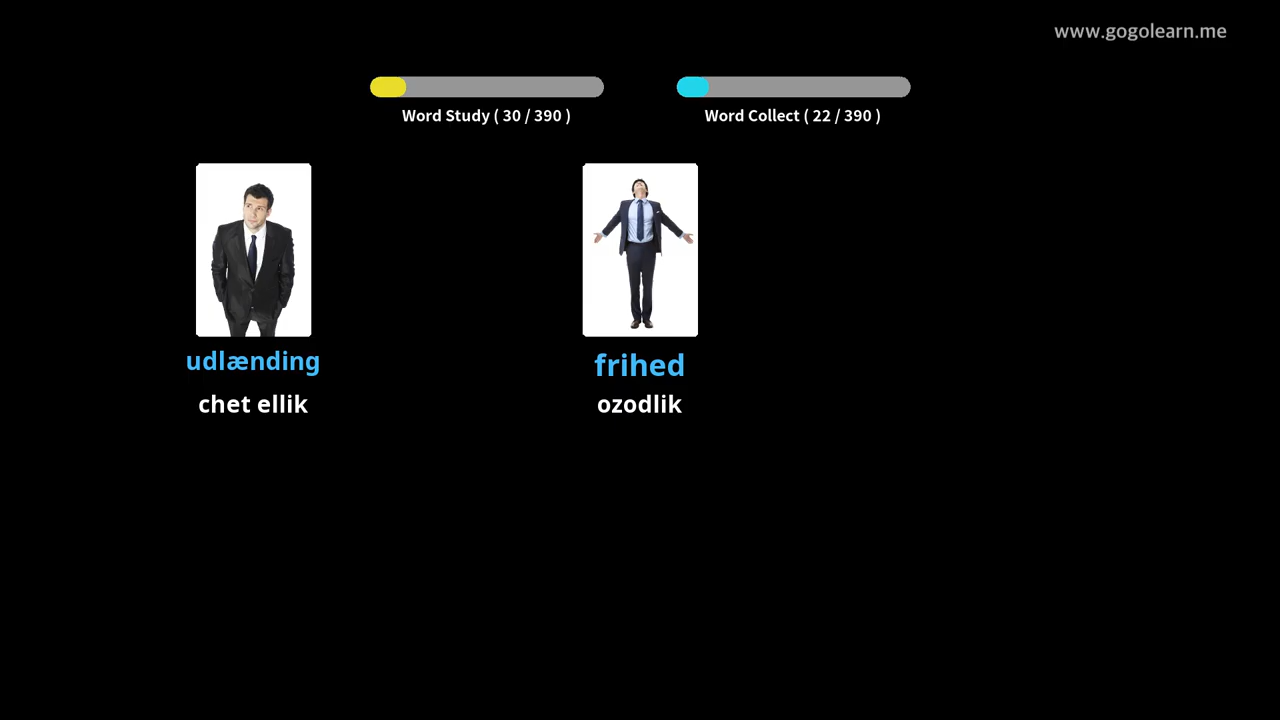 www.gogolearn.me
Word Study ( 30 / 390 )
Word Collect ( 22 / 390 )
udlænding
frihed
chet ellik
ozodlik